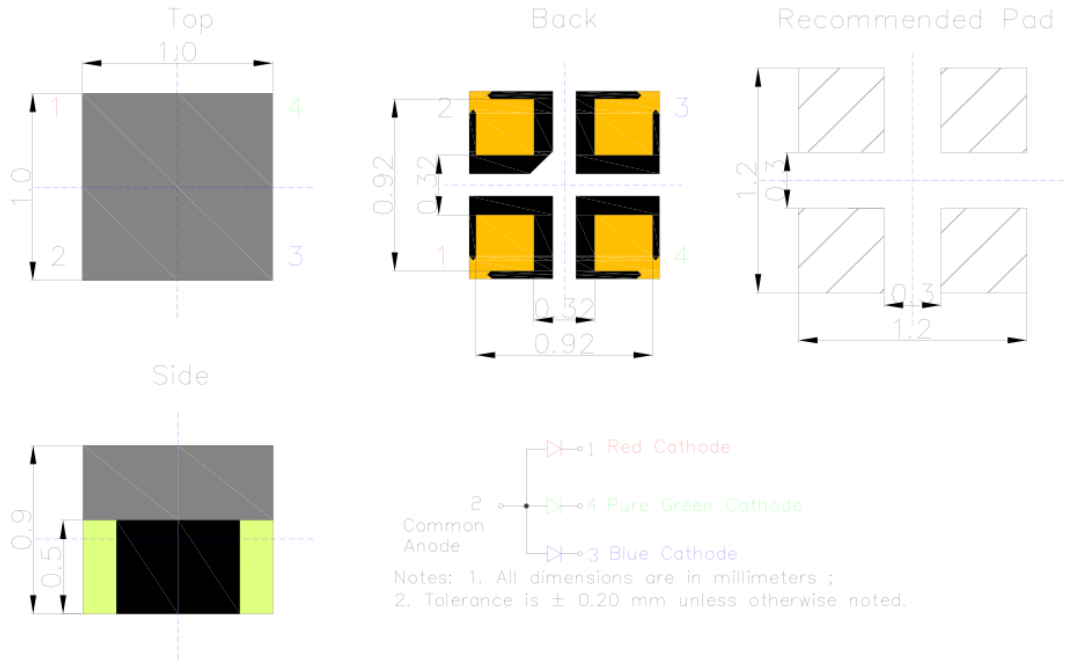 Top
1.0
1
4
1.0
2
3
Back
2
3
0.92
0.32
1
4
0.32
0.92
Recommended Pad
1.2
0.3
0.3
1.2
Side
0.9
0.5
1 Red Cathode
2
4 Pure Green Cathode
Common
Anode
3 Blue Cathode
Notes: 1. All dimensions are in millimeters ;
2. Tolerance is ± 0.20 mm unless otherwise noted.